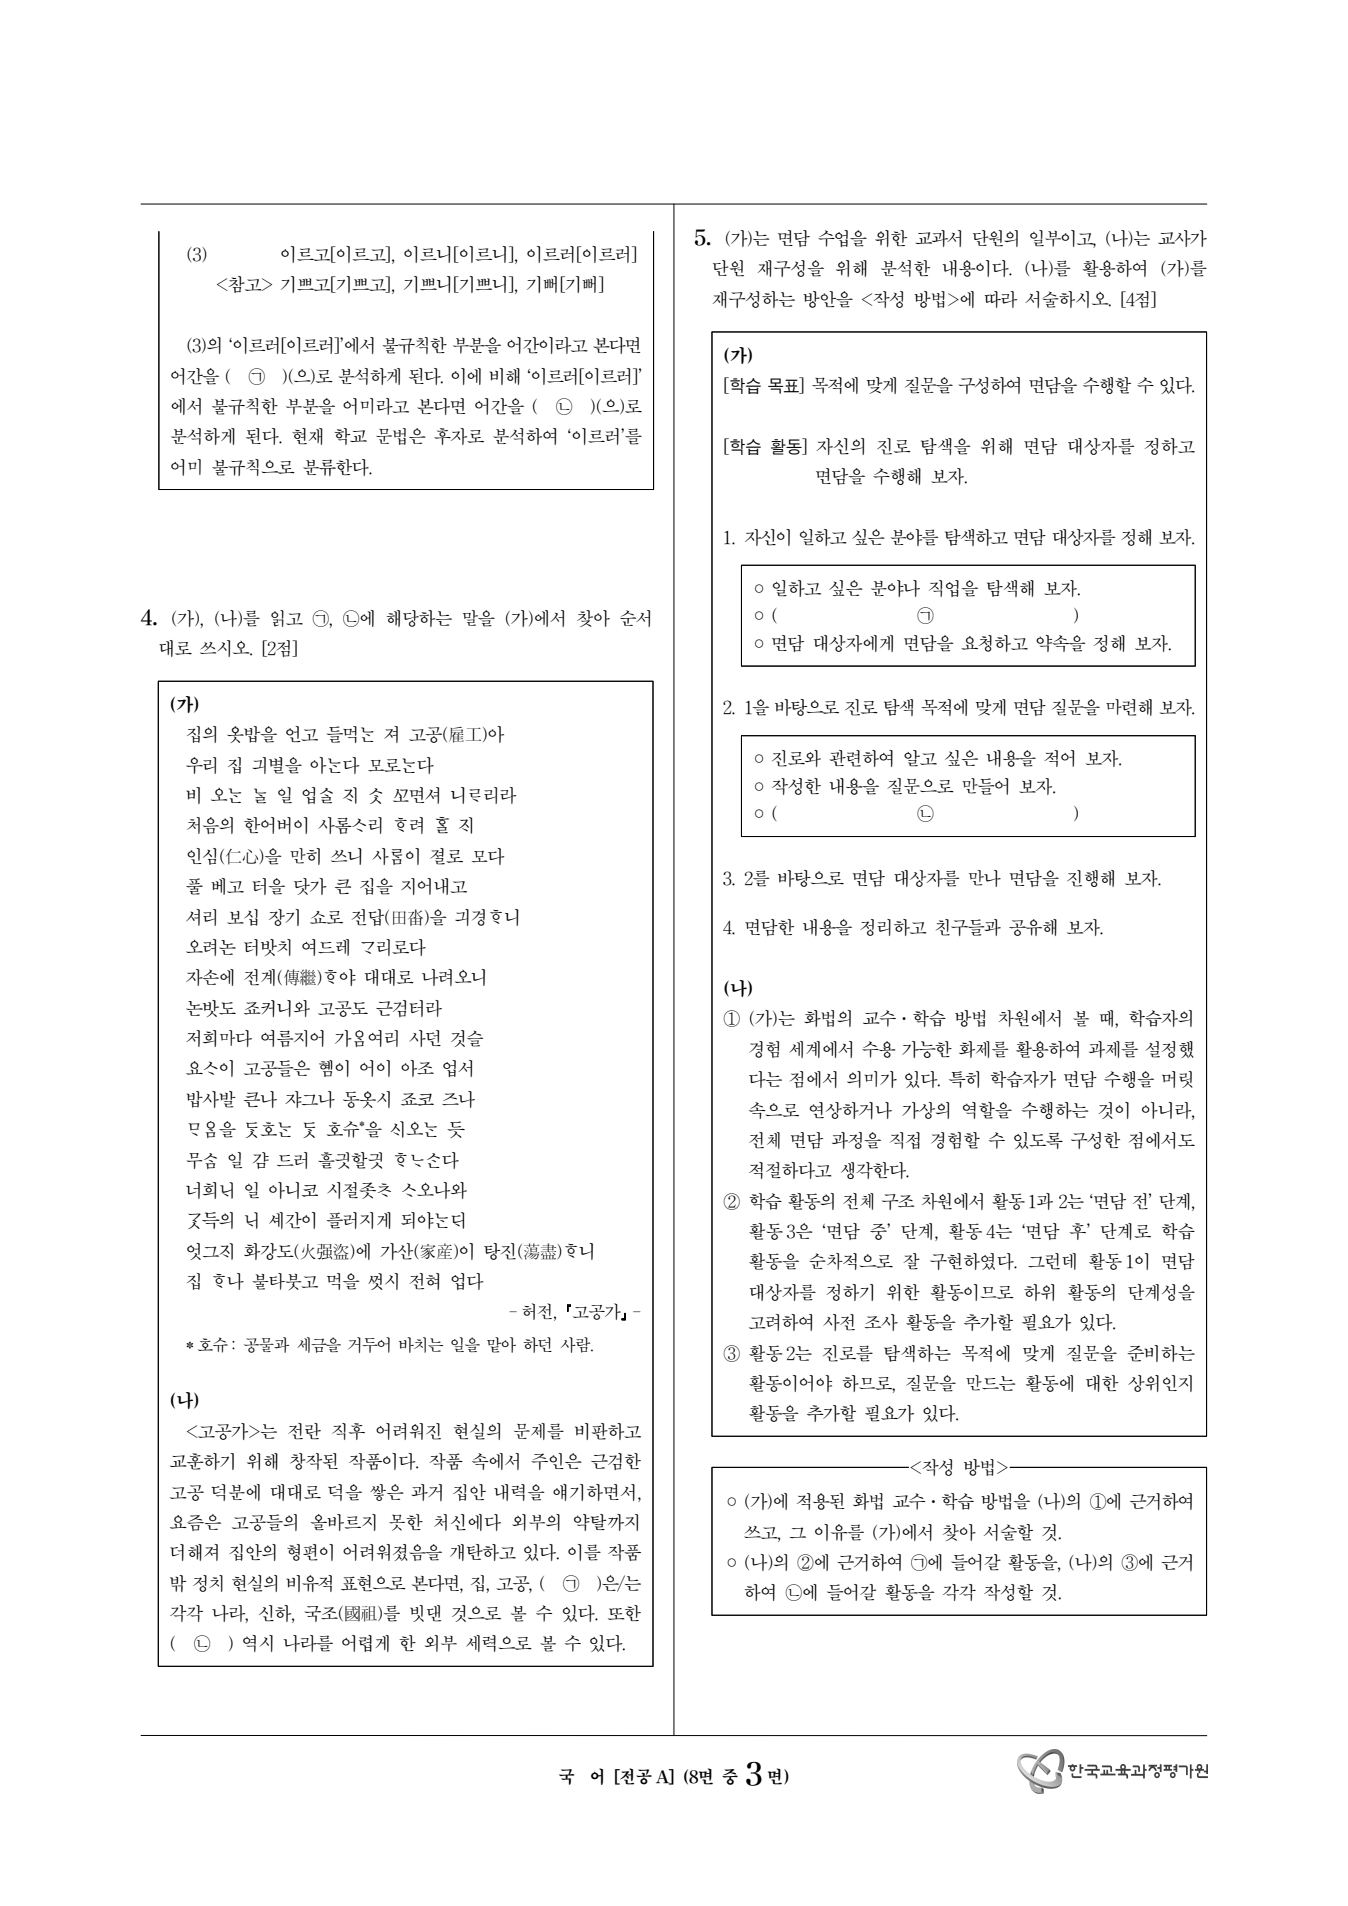 (3) 이르고[이르고], 이르니[이르니], 이르러[이르러]
<참고> 기쁘고[기쁘고], 기쁘니[기쁘니], 기뻐[기뻐]
(3)의 ‘이르러[이르러]’에서 불규칙한 부분을 어간이라고 본다면
어간을 ( ㉠ )(으)로 분석하게 된다. 이에 비해 ‘이르러[이르러]’
에서 불규칙한 부분을 어미라고 본다면 어간을 ( ㉡ )(으)로
분석하게 된다. 현재 학교 문법은 후자로 분석하여 ‘이르러’를
어미 불규칙으로 분류한다.
4. (가), (나)를 읽고 ㉠, ㉡에 해당하는 말을 (가)에서 찾아 순서
대로 쓰시오. [2점]
(가)
집의 옷밥을 언고 들먹ᄂᆞᆫ 져 고공(雇工)아
우리 집 긔별을 아ᄂᆞᆫ다 모로ᄂᆞᆫ다
비 오ᄂᆞᆫ ᄂᆞᆯ 일 업슬 ᄌᆡ ᄉᆞᆺ ᄭᅩ면셔 니ᄅᆞ리라
처음의 한어버이 사롬ᄉᆞ리 ᄒᆞ려 ᄒᆞᆯ ᄌᆡ
인심(仁心)을 만히 쓰니 사ᄅᆞᆷ이 졀로 모다
풀 베고 터을 닷가 큰 집을 지어내고
셔리 보십 장기 쇼로 전답(田畓)을 긔경ᄒᆞ니
오려논 터밧치 여드레 ᄀᆞ리로다
자손에 전계(傳繼)ᄒᆞ야 대대로 나려오니
논밧도 죠커니와 고공도 근검터라
저희마다 여름지어 가ᄋᆞᆷ여리 사던 것슬
요ᄉᆞ이 고공들은 혬이 어이 아조 업서
밥사발 큰나 쟈그나 동옷시 죠코 즈나
ᄆᆞᄋᆞᆷ을 ᄃᆞᆺ호ᄂᆞᆫ ᄃᆞᆺ 호슈*을 ᄉᆡ오ᄂᆞᆫ 듯
무ᄉᆞᆷ 일 걈 드러 흘긧할긧 ᄒᆞᄂᆞᄉᆞᆫ다
너희ᄂᆡ 일 아니코 시절좃ᄎᆞ ᄉᆞ오나와
ᄀᆞᆺ득의 ᄂᆡ 셰간이 플러지게 되야ᄂᆞᆫᄃᆡ
엇그ᄌᆡ 화강도(火强盜)에 가산(家産)이 탕진(蕩盡)ᄒᆞ니
집 ᄒᆞ나 불타붓고 먹을 ᄭᅥᆺ시 전혀 업다
- 허전, 『고공가』 -
* 호슈 : 공물과 세금을 거두어 바치는 일을 맡아 하던 사람.
(나)
<고공가>는 전란 직후 어려워진 현실의 문제를 비판하고
교훈하기 위해 창작된 작품이다. 작품 속에서 주인은 근검한
고공 덕분에 대대로 덕을 쌓은 과거 집안 내력을 얘기하면서,
요즘은 고공들의 올바르지 못한 처신에다 외부의 약탈까지
더해져 집안의 형편이 어려워졌음을 개탄하고 있다. 이를 작품
밖 정치 현실의 비유적 표현으로 본다면, 집, 고공, ( ㉠ )은/는
각각 나라, 신하, 국조(國祖)를 빗댄 것으로 볼 수 있다. 또한
( ㉡ ) 역시 나라를 어렵게 한 외부 세력으로 볼 수 있다.
5. (가)는 면담 수업을 위한 교과서 단원의 일부이고, (나)는 교사가
단원 재구성을 위해 분석한 내용이다. (나)를 활용하여 (가)를
재구성하는 방안을 <작성 방법>에 따라 서술하시오. [4점]
(가)
[학습 목표] 목적에 맞게 질문을 구성하여 면담을 수행할 수 있다.
[학습 활동] 자신의 진로 탐색을 위해 면담 대상자를 정하고
면담을 수행해 보자.
1. 자신이 일하고 싶은 분야를 탐색하고 면담 대상자를 정해 보자.
○ 일하고 싶은 분야나 직업을 탐색해 보자.
○ ( ㉠ )
○ 면담 대상자에게 면담을 요청하고 약속을 정해 보자.
2. 1을 바탕으로 진로 탐색 목적에 맞게 면담 질문을 마련해 보자.
○ 진로와 관련하여 알고 싶은 내용을 적어 보자.
○ 작성한 내용을 질문으로 만들어 보자.
○ ( ㉡ )
3. 2를 바탕으로 면담 대상자를 만나 면담을 진행해 보자.
4. 면담한 내용을 정리하고 친구들과 공유해 보자.
(나)
① (가)는 화법의 교수・학습 방법 차원에서 볼 때, 학습자의
경험 세계에서 수용 가능한 화제를 활용하여 과제를 설정했
다는 점에서 의미가 있다. 특히 학습자가 면담 수행을 머릿
속으로 연상하거나 가상의 역할을 수행하는 것이 아니라,
전체 면담 과정을 직접 경험할 수 있도록 구성한 점에서도
적절하다고 생각한다.
② 학습 활동의 전체 구조 차원에서 활동 1과 2는 ‘면담 전’ 단계,
활동 3은 ‘면담 중’ 단계, 활동 4는 ‘면담 후’ 단계로 학습
활동을 순차적으로 잘 구현하였다. 그런데 활동 1이 면담
대상자를 정하기 위한 활동이므로 하위 활동의 단계성을
고려하여 사전 조사 활동을 추가할 필요가 있다.
③ 활동 2는 진로를 탐색하는 목적에 맞게 질문을 준비하는
활동이어야 하므로, 질문을 만드는 활동에 대한 상위인지
활동을 추가할 필요가 있다.
<작성 방법>
○ (가)에 적용된 화법 교수・학습 방법을 (나)의 ①에 근거하여
쓰고, 그 이유를 (가)에서 찾아 서술할 것.
○ (나)의 ②에 근거하여 ㉠에 들어갈 활동을, (나)의 ③에 근거
하여 ㉡에 들어갈 활동을 각각 작성할 것.
국 어 [전공 A] (8면 중 3 면)
한국교육과정평가원